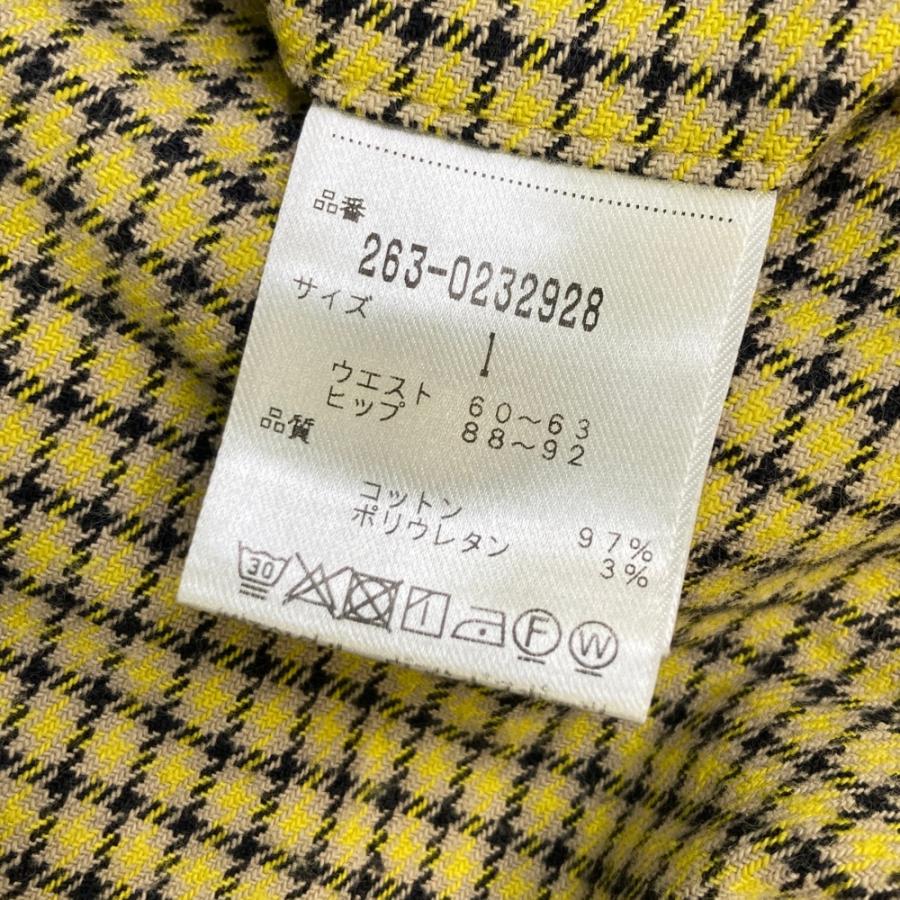 品番
263-0232928
サイズ
1
ウエスト 60～63
ヒップ 88～92
品質
コットン 97%
ポリウレタン 3%
30 F W